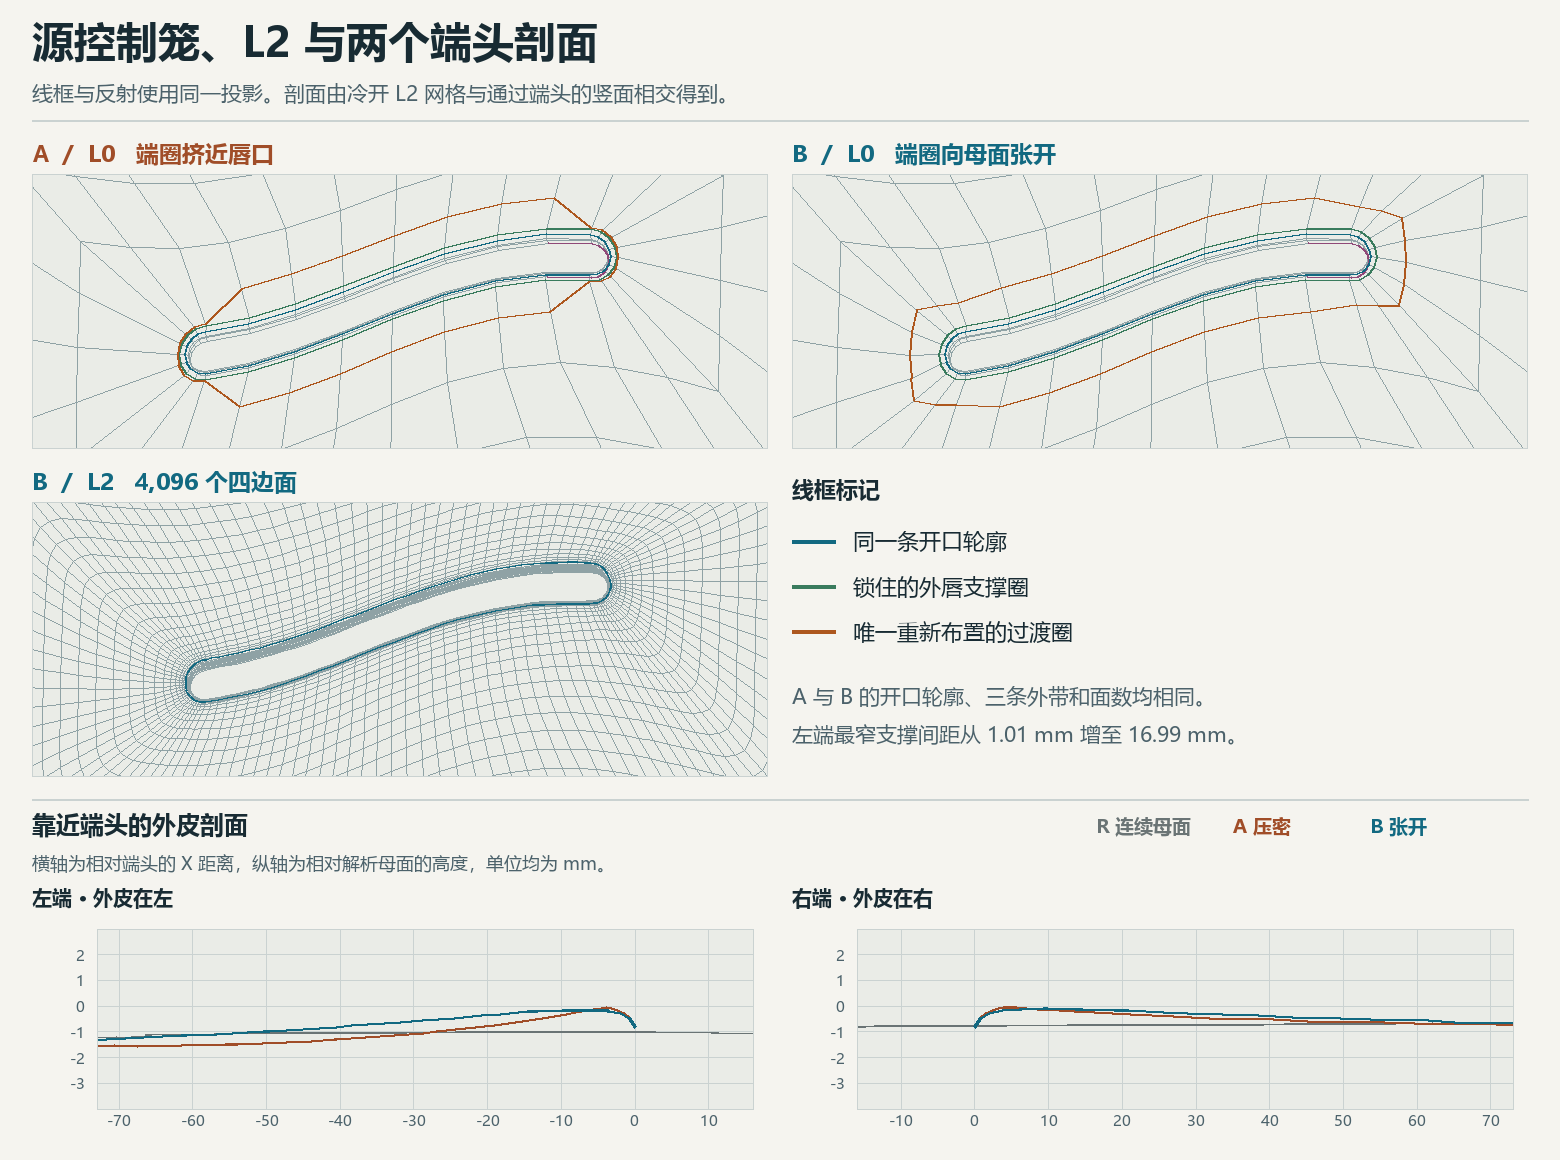 源控制笼、L2 与两个端头剖面
线框与反射使用同一投影。剖面由冷开 L2 网格与通过端头的竖面相交得到。
A / L0 端圈挤近唇口
B / L0 端圈向母面张开
B / L2 4,096 个四边面
线框标记
同一条开口轮廓
锁住的外唇支撑圈
唯一重新布置的过渡圈
A 与 B 的开口轮廓、三条外带和面数均相同。
左端最窄支撑间距从 1.01 mm 增至 16.99 mm。
靠近端头的外皮剖面
R 连续母面 A 压密 B 张开
横轴为相对端头的 X 距离，纵轴为相对解析母面的高度，单位均为 mm。
左端 • 外皮在左
2
1
0
-1
-2
-3
-70 -60 -50 -40 -30 -20 -10 0 10
右端 • 外皮在右
2
1
0
-1
-2
-3
-10 0 10 20 30 40 50 60 70